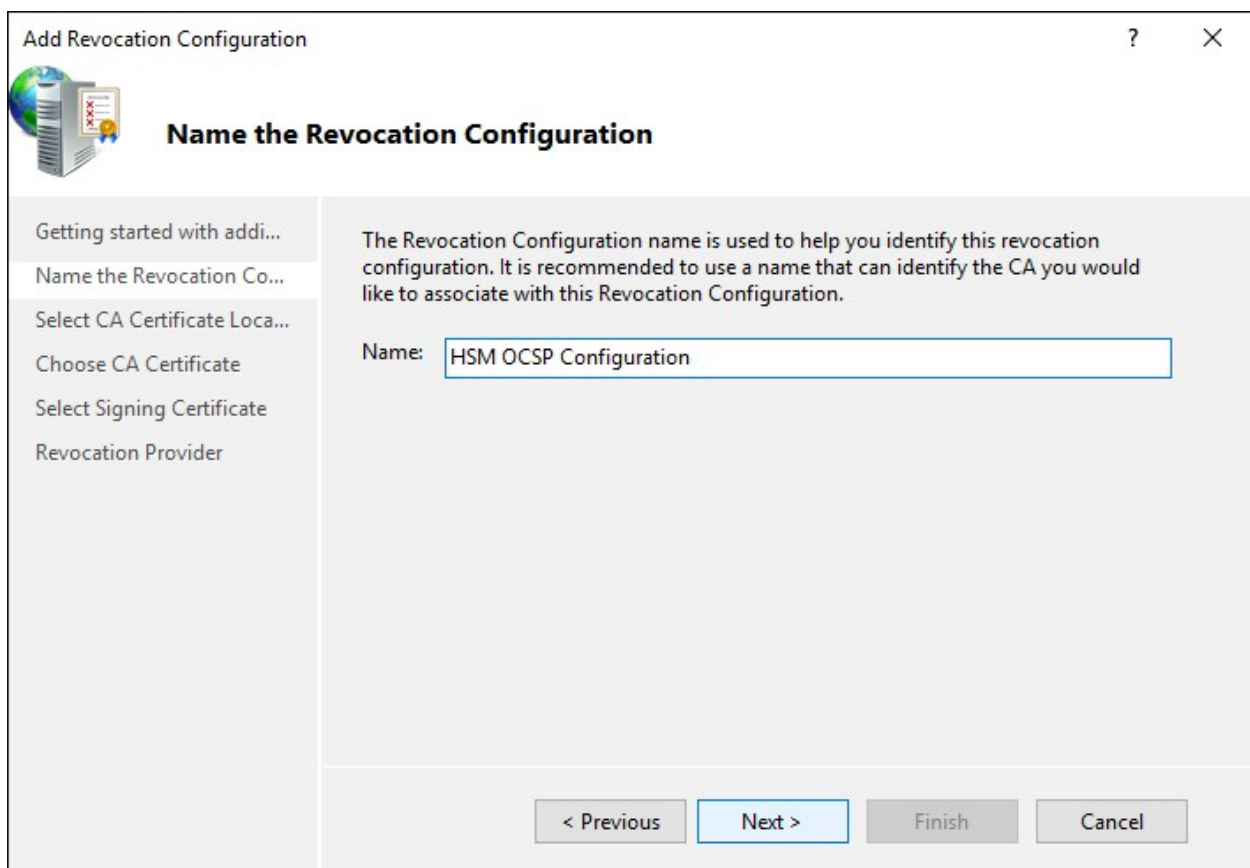 Add Revocation Configuration
?
Name the Revocation Configuration
Getting started with addi...
Name the Revocation Co...
Select CA Certificate Loca...
Choose CA Certificate
Select Signing Certificate
Revocation Provider
The Revocation Configuration name is used to help you identify this revocation
configuration. It is recommended to use a name that can identify the CA you would
like to associate with this Revocation Configuration.
Name: HSM OCSP Configuration
< Previous Next > Finish Cancel